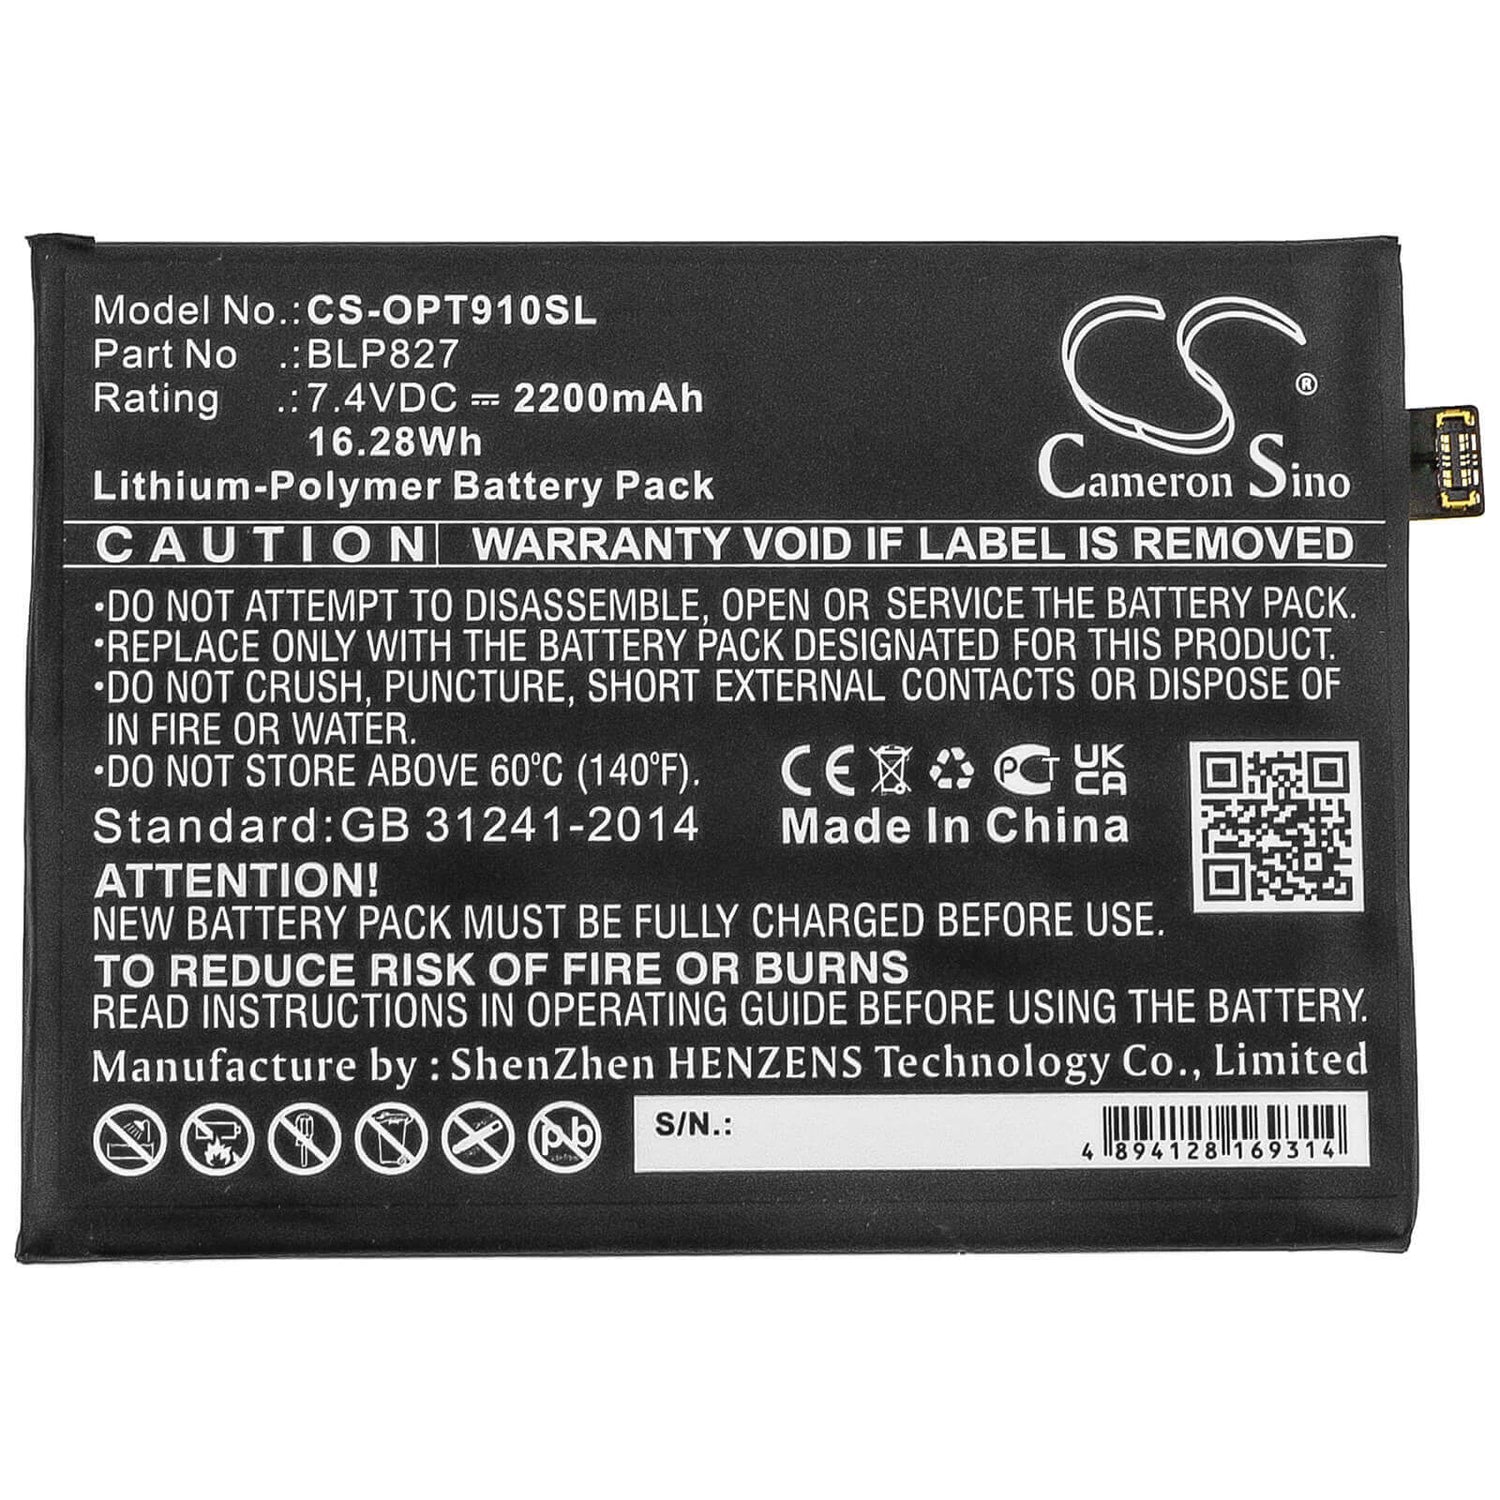 Model No.:CS-OPT910SL
Part No .:BLP827
Rating .:7.4VDC ⎓ 2200mAh
16.28Wh
Lithium-Polymer Battery Pack
CS®
Cameron Sino
CAUTION WARRANTY VOID IF LABEL IS REMOVED
•DO NOT ATTEMPT TO DISASSEMBLE, OPEN OR SERVICE THE BATTERY PACK.
•REPLACE ONLY WITH THE BATTERY PACK DESIGNATED FOR THIS PRODUCT.
•DO NOT CRUSH, PUNCTURE, SHORT EXTERNAL CONTACTS OR DISPOSE OF
IN FIRE OR WATER.
•DO NOT STORE ABOVE 60°C (140°F).
CE PCT UK
CA
Standard:GB 31241-2014
Made In China
ATTENTION!
NEW BATTERY PACK MUST BE FULLY CHARGED BEFORE USE.
TO REDUCE RISK OF FIRE OR BURNS
READ INSTRUCTIONS IN OPERATING GUIDE BEFORE USING THE BATTERY.
Manufacture by : ShenZhen HENZENS Technology Co., Limited
pb
S/N.:
4 894128 169314